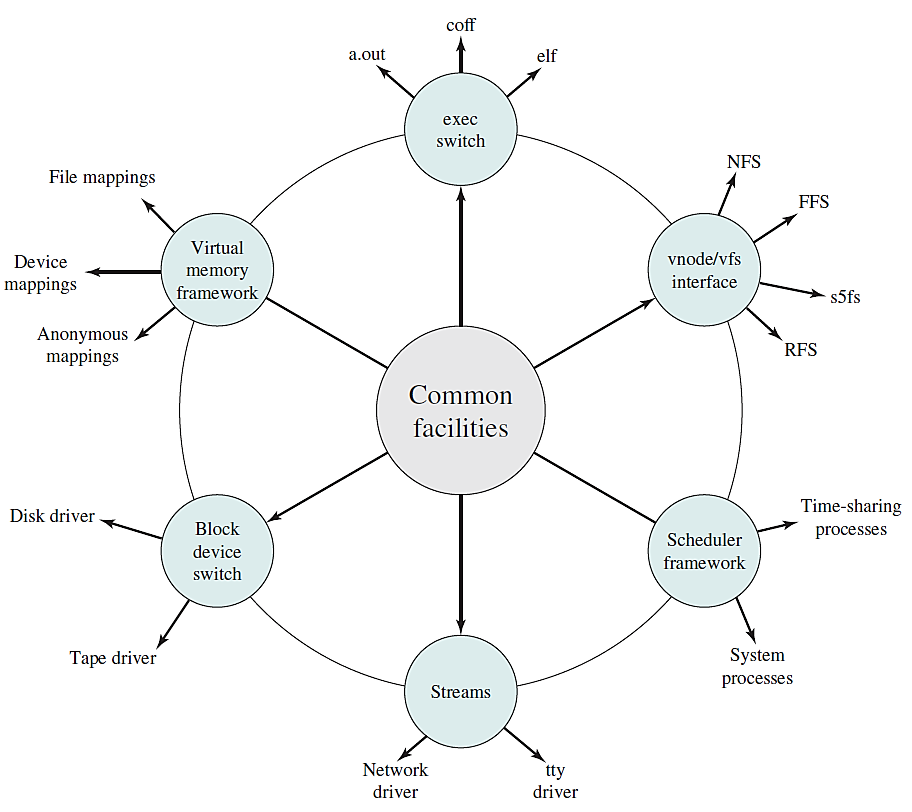 coff
a.out
elf
exec
switch
NFS
FFS
vnode/vfs
interface
s5fs
RFS
File mappings
Virtual
memory
framework
Device
mappings
Anonymous
mappings
Common
facilities
Disk driver
Block
device
switch
Tape driver
Time-sharing
processes
Scheduler
framework
System
processes
Streams
Network
driver
tty
driver